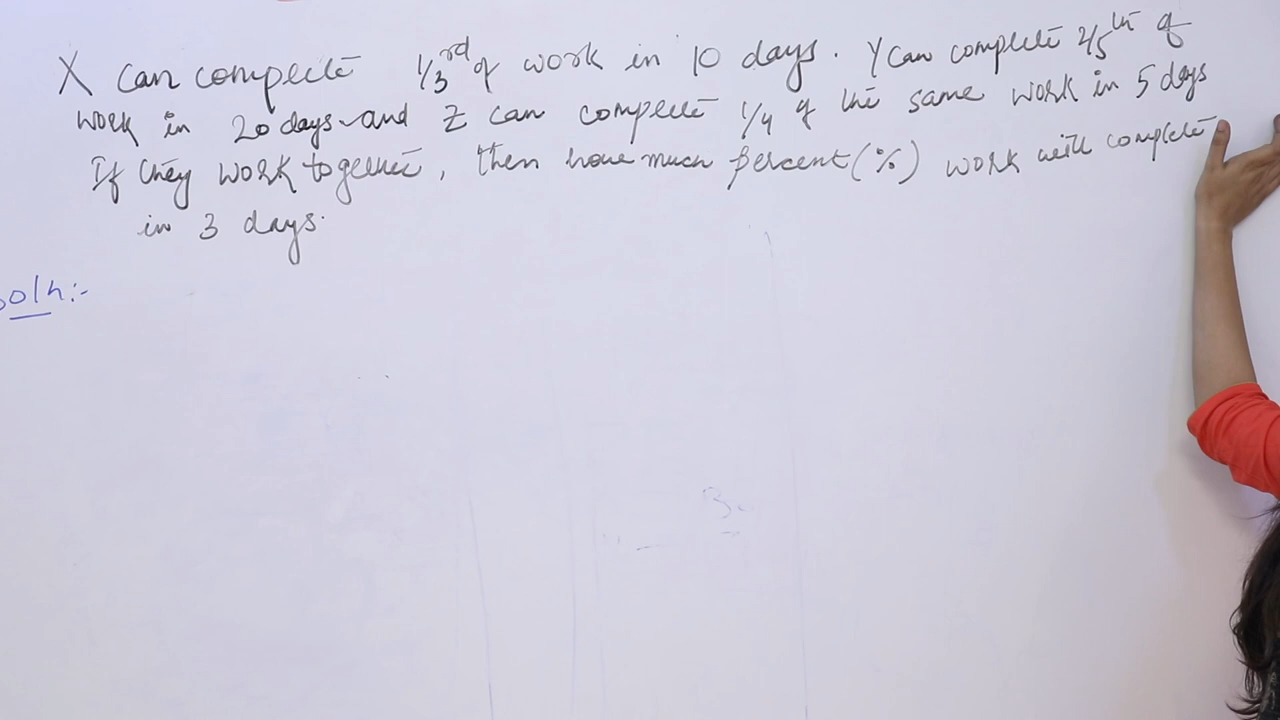 X can complete 1/3rd of work in 10 days. Y can complete 2/5th of
work in 20 days and Z can complete 1/4 of the same work in 5 days
If they work together, then how much percent (%) work will complete
in 3 days.
Soln:-